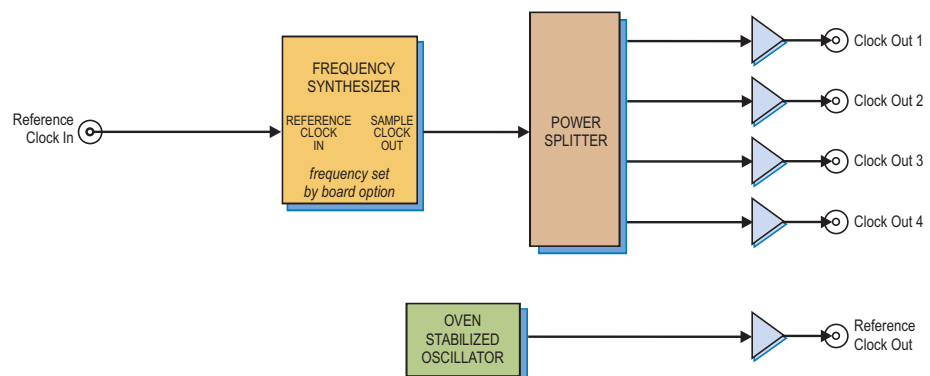 Reference
Clock In
FREQUENCY
SYNTHESIZER
REFERENCE
CLOCK
IN
SAMPLE
CLOCK
OUT
frequency set
by board option
POWER
SPLITTER
Clock Out 1
Clock Out 2
Clock Out 3
Clock Out 4
OVEN
STABILIZED
OSCILLATOR
Reference
Clock Out